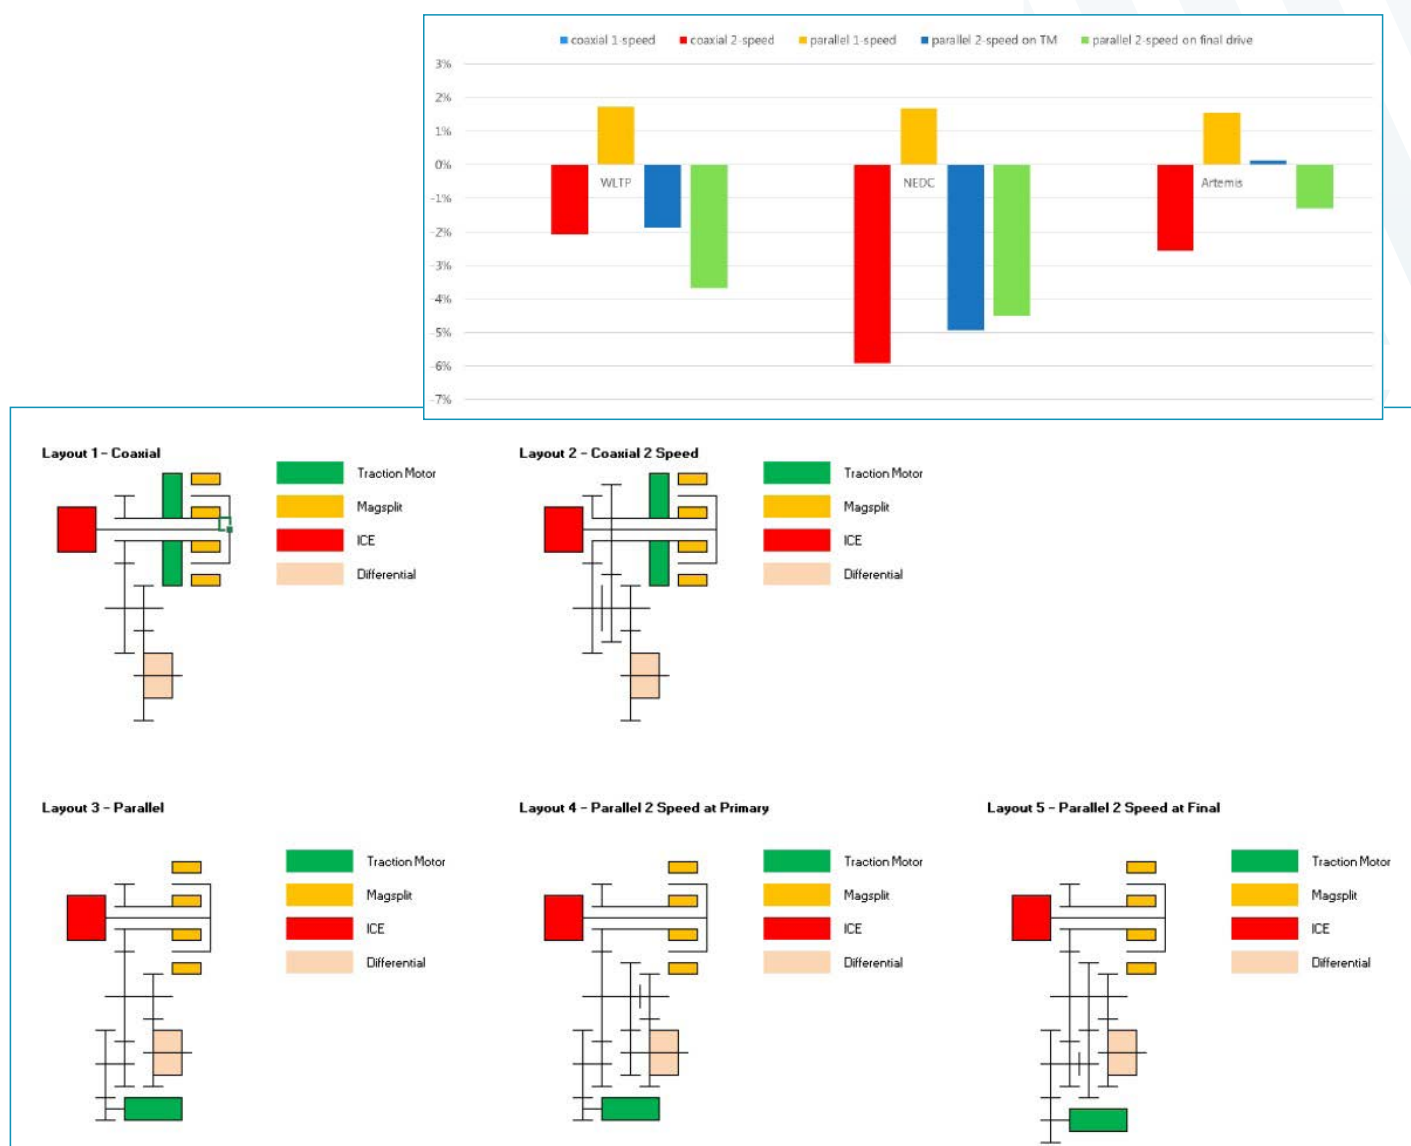 coaxial 1-speed coaxial 2-speed parallel 1-speed parallel 2-speed on TM parallel 2-speed on final drive
3%
2%
1%
0%
WLTP NEDC Artemis
-1%
-2%
-3%
-4%
-5%
-6%
-7%
Layout 1 - Coaxial
Traction Motor
Magsplit
ICE
Differential
Layout 2 - Coaxial 2 Speed
Traction Motor
Magsplit
ICE
Differential
Layout 3 - Parallel
Traction Motor
Magsplit
ICE
Differential
Layout 4 - Parallel 2 Speed at Primary
Traction Motor
Magsplit
ICE
Differential
Layout 5 - Parallel 2 Speed at Final
Traction Motor
Magsplit
ICE
Differential